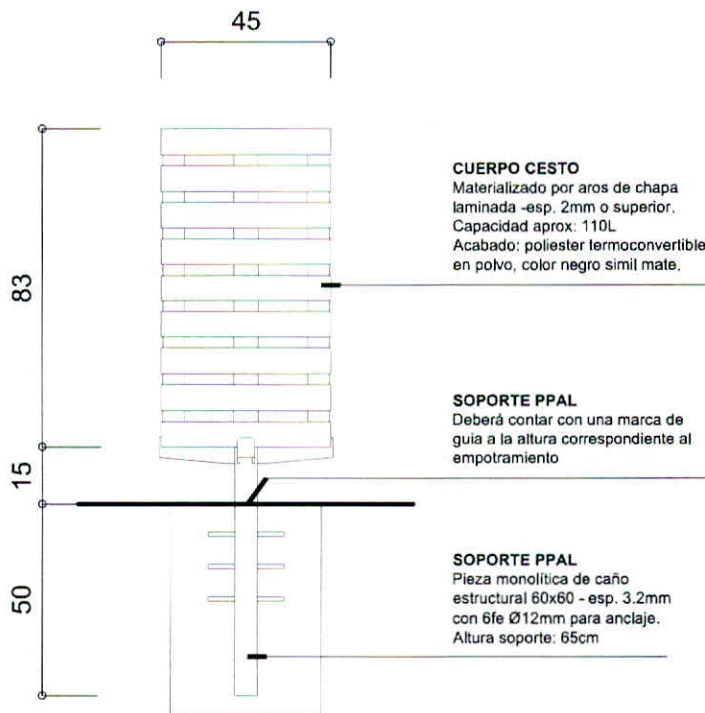 45
83
15
50
CUERPO CESTO
Materializado por aros de chapa
laminada -esp. 2mm o superior.
Capacidad aprox: 110L
Acabado: poliester termoconvertible
en polvo, color negro simil mate.
SOPORTE PPAL
Deberá contar con una marca de
guia a la altura correspondiente al
empotramiento
SOPORTE PPAL
Pieza monolítica de caño
estructural 60x60 - esp. 3.2mm
con 6fe Ø12mm para anclaje.
Altura soporte: 65cm